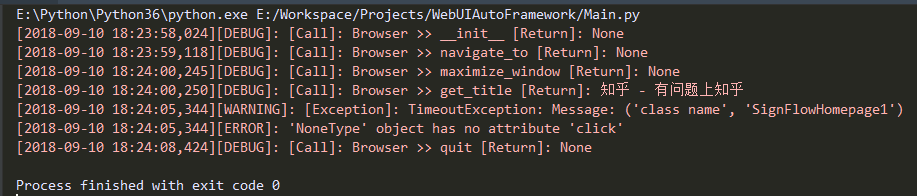 E:\Python\Python36\python.exe E:/Workspace/Projects/WebUIAutoFramework/Main.py
[2018-09-10 18:23:58,024][DEBUG]: [Call]: Browser >> __init__ [Return]: None
[2018-09-10 18:23:59,118][DEBUG]: [Call]: Browser >> navigate_to [Return]: None
[2018-09-10 18:24:00,245][DEBUG]: [Call]: Browser >> maximize_window [Return]: None
[2018-09-10 18:24:00,250][DEBUG]: [Call]: Browser >> get_title [Return]: 知乎 - 有问题上知乎
[2018-09-10 18:24:05,344][WARNING]: [Exception]: TimeoutException: Message: ('class name', 'SignFlowHomepage1')
[2018-09-10 18:24:05,344][ERROR]: 'NoneType' object has no attribute 'click'
[2018-09-10 18:24:08,424][DEBUG]: [Call]: Browser >> quit [Return]: None
Process finished with exit code 0